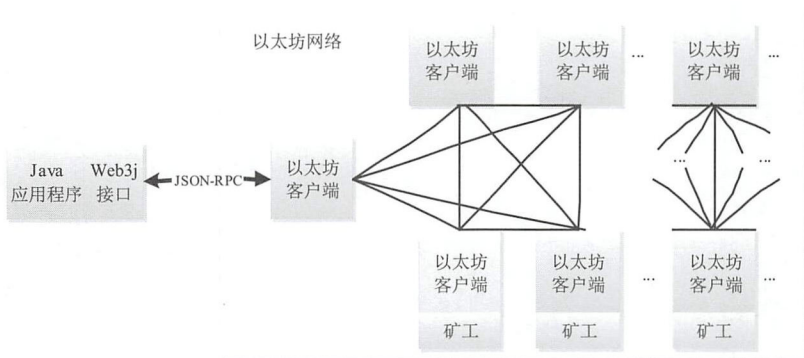 以太坊网络
以太坊
客户端
以太坊
客户端
...
以太坊
客户端
...
Java Web3j
应用程序 接口
JSON-RPC
以太坊
客户端
...
...
以太坊
客户端
矿工
以太坊
客户端
矿工
...
以太坊
客户端
矿工
...